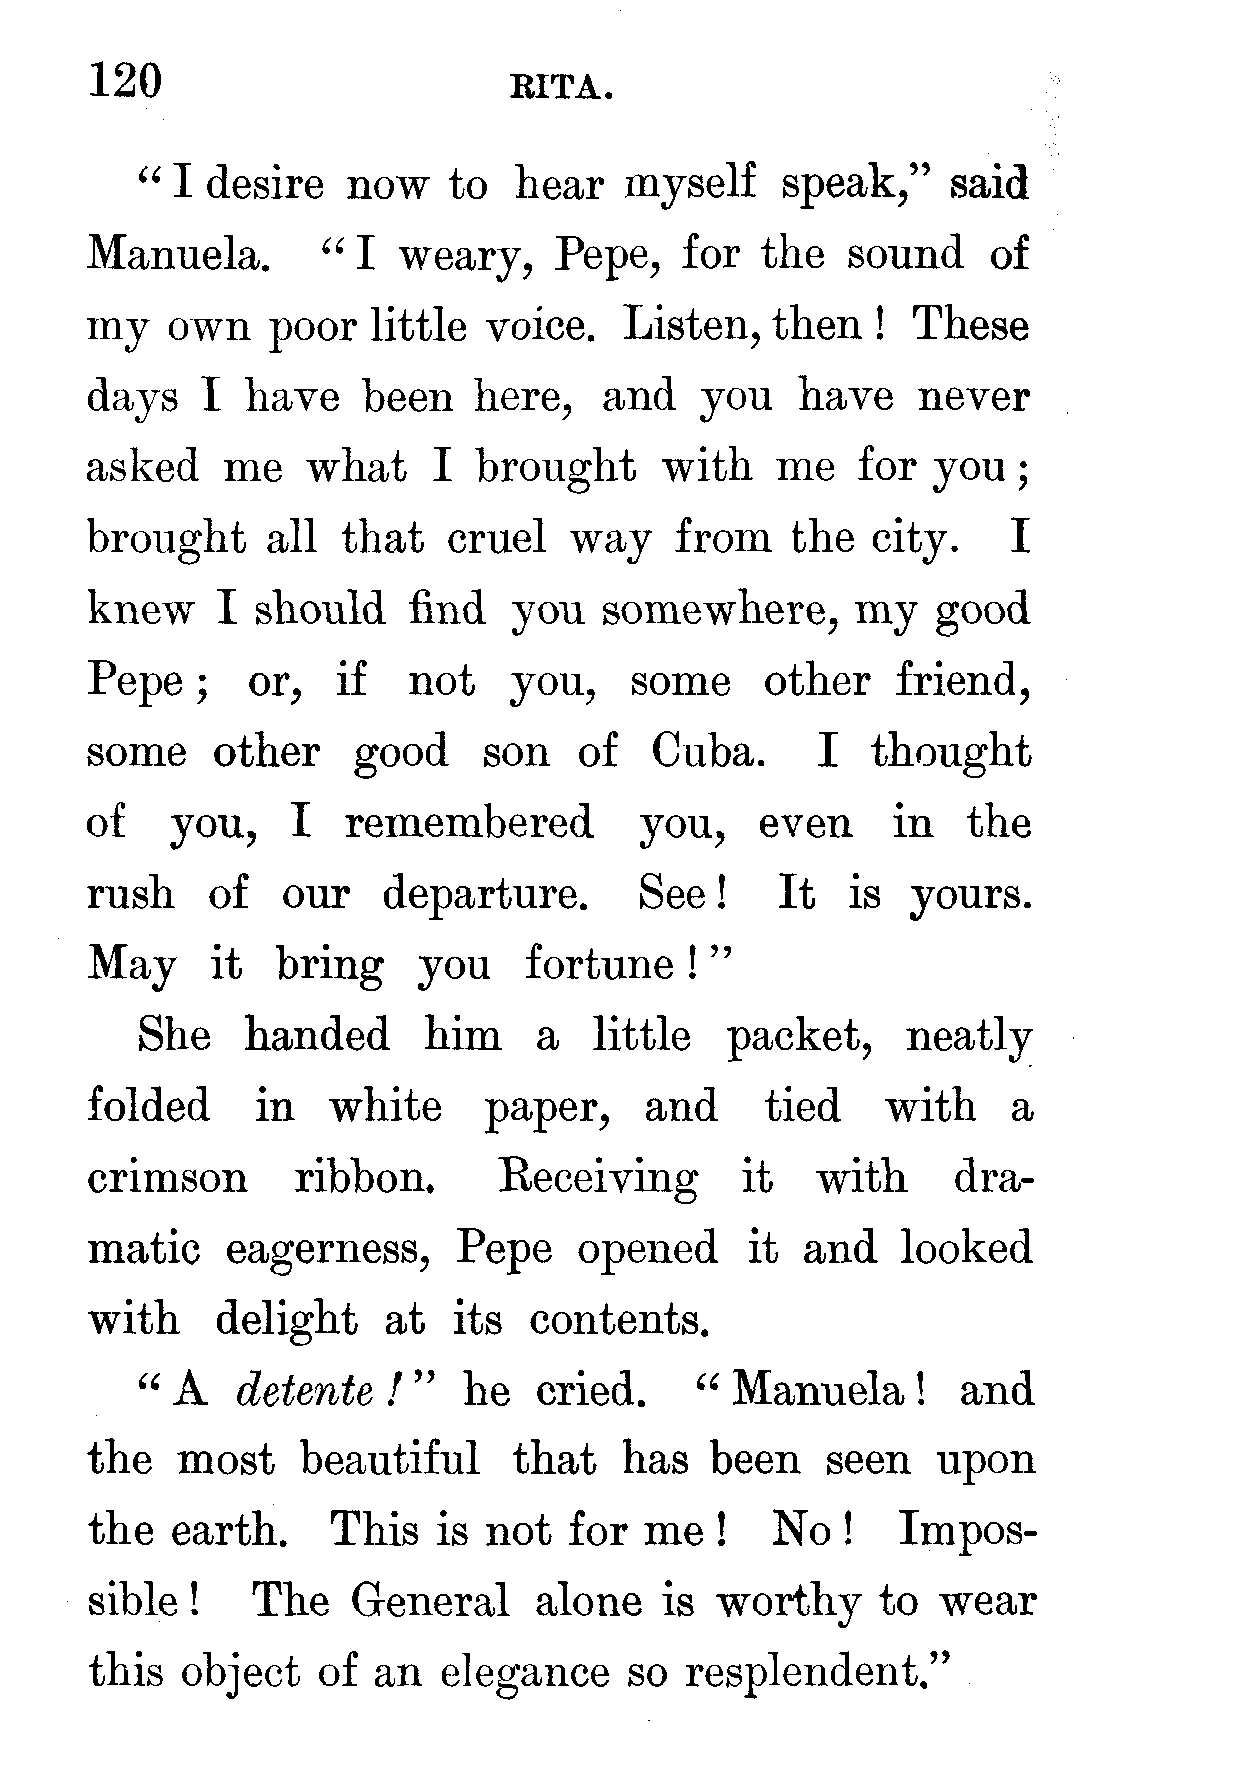 120 RITA.
“ I desire now to hear myself speak,” said
Manuela. “ I weary, Pepe, for the sound of
my own poor little voice. Listen, then ! These
days I have been here, and you have never
asked me what I brought with me for you ;
brought all that cruel way from the city. I
knew I should find you somewhere, my good
Pepe ; or, if not you, some other friend,
some other good son of Cuba. I thought
of you, I remembered you, even in the
rush of our departure. See ! It is yours.
May it bring you fortune ! ”
She handed him a little packet, neatly
folded in white paper, and tied with a
crimson ribbon. Receiving it with dra-
matic eagerness, Pepe opened it and looked
with delight at its contents.
“ A detente ! ” he cried. “ Manuela ! and
the most beautiful that has been seen upon
the earth. This is not for me ! No ! Impos-
sible ! The General alone is worthy to wear
this object of an elegance so resplendent.”